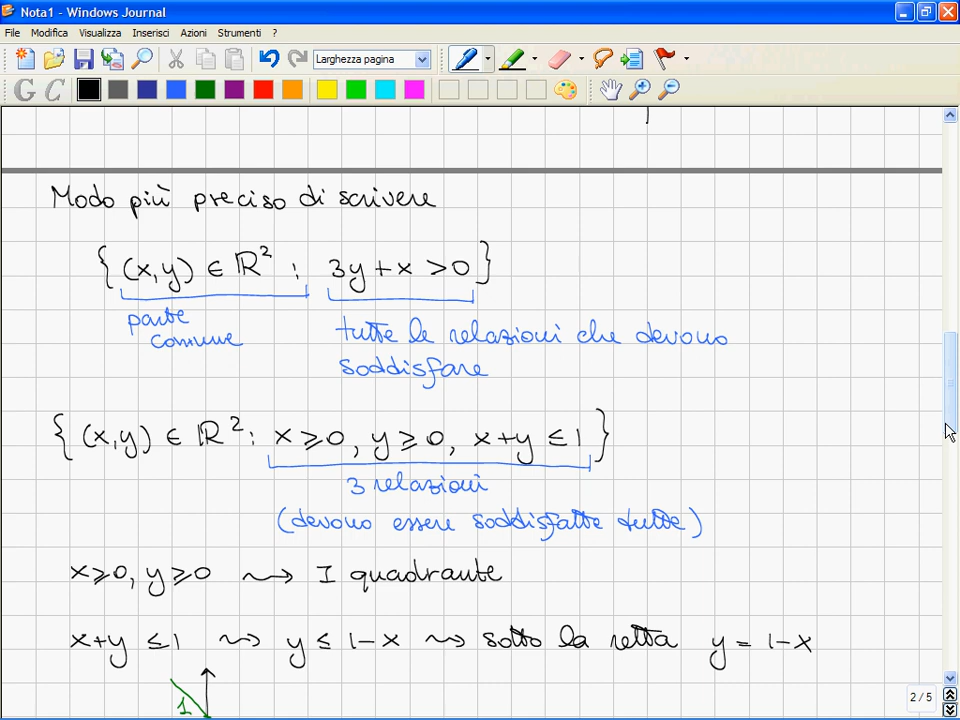 Nota1 - Windows Journal
File Modifica Visualizza Inserisci Azioni Strumenti ?
Larghezza pagina
G C
Modo più preciso di scrivere
{ (x,y) ∈ ℝ² : 3y + x > 0 }
parte comune
tutte le relazioni che devono soddisfare
{ (x,y) ∈ ℝ² : x ≥ 0, y ≥ 0, x+y ≤ 1 }
3 relazioni
(devono essere soddisfatte tutte)
x ≥ 0, y ≥ 0 ⇝ I quadrante
x+y ≤ 1 ⇝ y ≤ 1-x ⇝ sotto la retta y = 1-x
1
2 / 5